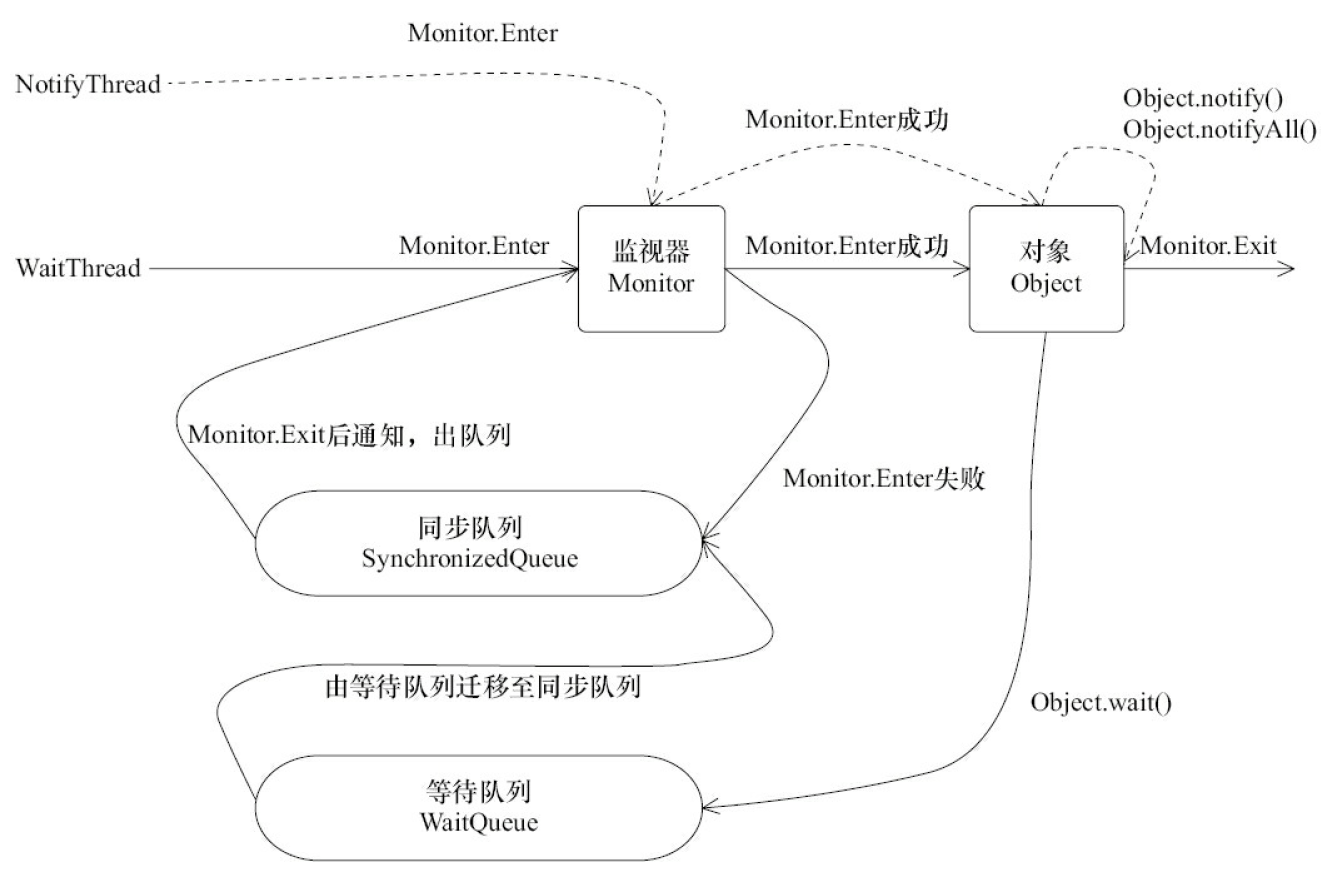 Monitor.Enter
NotifyThread
Object.notify()
Object.notifyAll()
Monitor.Enter成功
WaitThread
Monitor.Enter
监视器
Monitor
Monitor.Enter成功
对象
Object
Monitor.Exit
Monitor.Exit后通知，出队列
Monitor.Enter失败
同步队列
SynchronizedQueue
由等待队列迁移至同步队列
Object.wait()
等待队列
WaitQueue